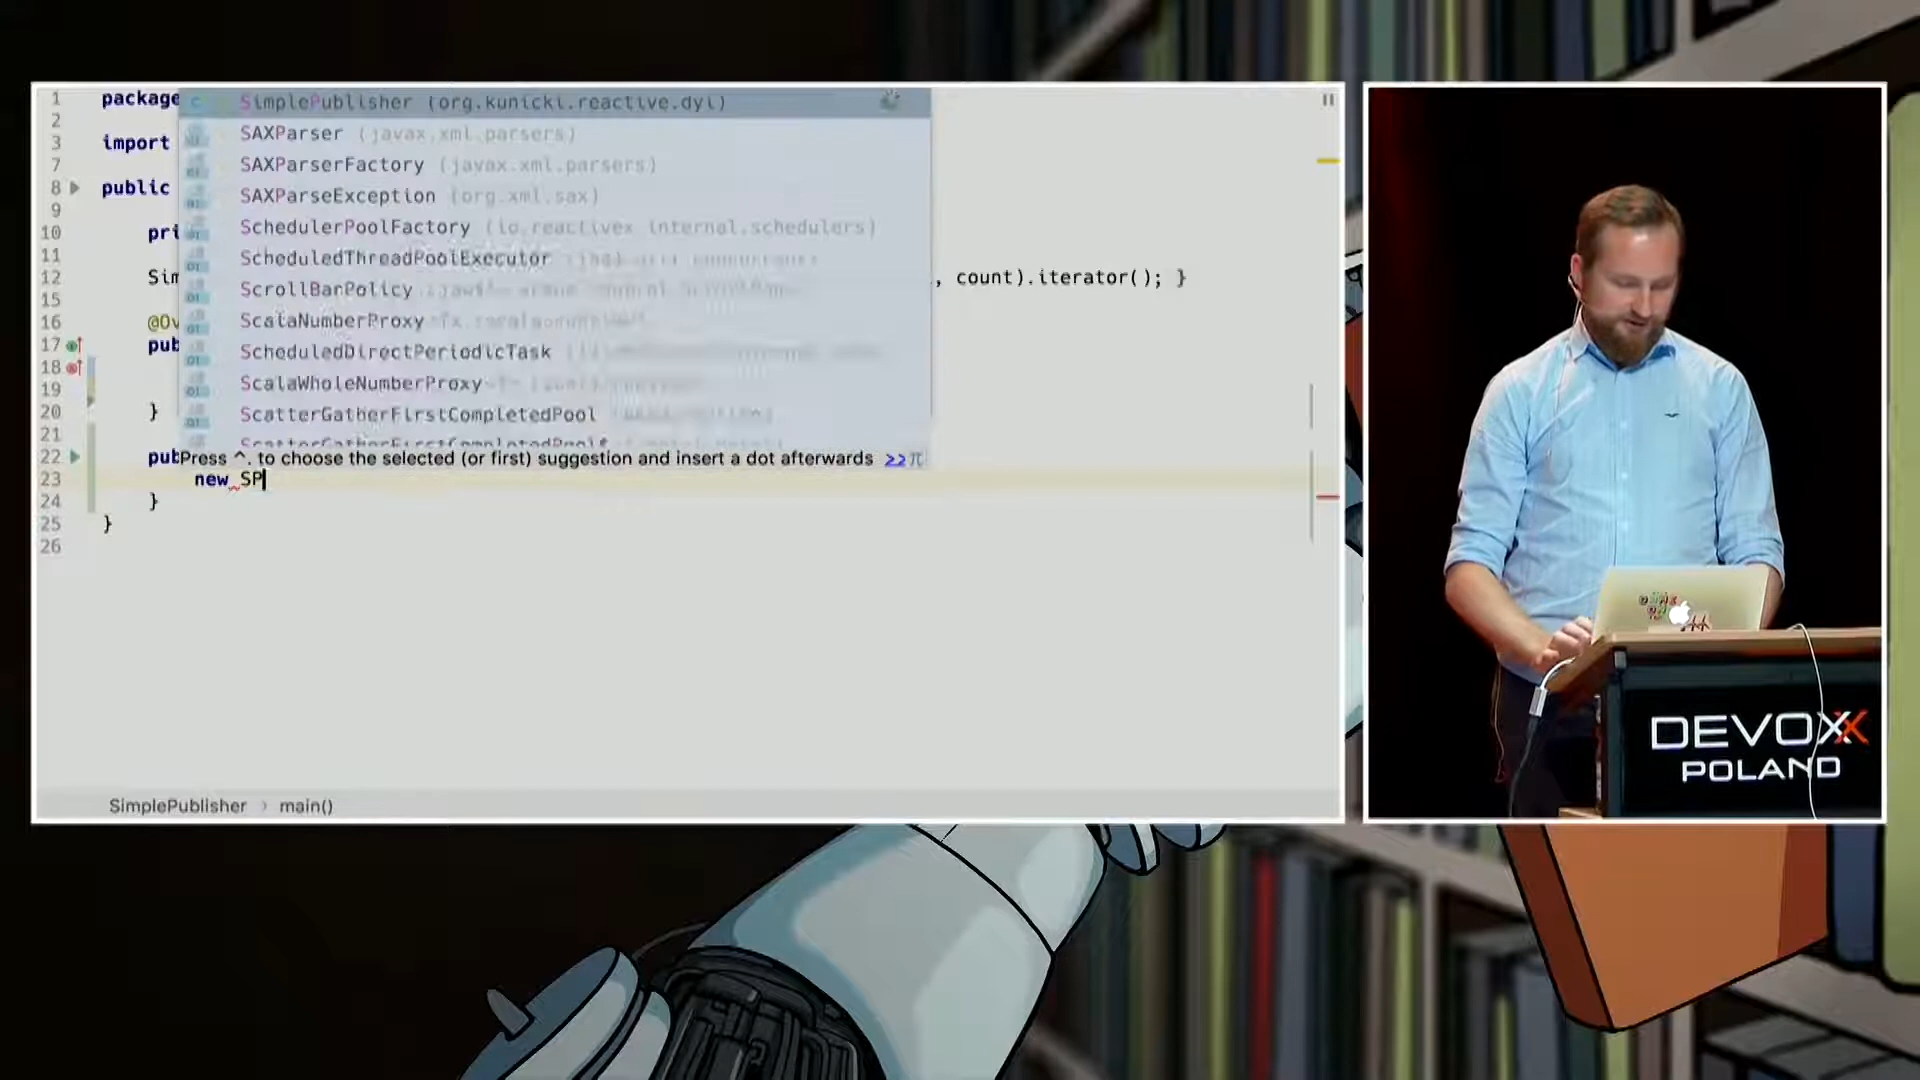 1 package
2
3 import
7
8 public
9
10 pri
11
12 Sim , count).iterator(); }
15
16 @Ov
17 pub
18
19
20 }
21
22 pub
23 new SP
24 }
25 }
26
SimplePublisher (org.kunicki.reactive.dyi)
SAXParser (javax.xml.parsers)
SAXParserFactory (javax.xml.parsers)
SAXParseException (org.xml.sax)
SchedulerPoolFactory (io.reactivex.internal.schedulers)
ScheduledThreadPoolExecutor
ScrollBarPolicy
ScalaNumberProxy
ScheduledDirectPeriodicTask
ScalaWholeNumberProxy
ScatterGatherFirstCompletedPool
Press ^. to choose the selected (or first) suggestion and insert a dot afterwards >> π
SimplePublisher › main()
DEVOXX
POLAND